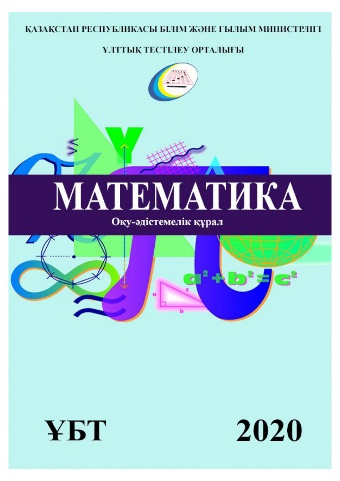 ҚАЗАҚСТАН РЕСПУБЛИКАСЫ БІЛІМ ЖӘНЕ ҒЫЛЫМ МИНИСТРЛІГІ
ҰЛТТЫҚ ТЕСТІЛЕУ ОРТАЛЫҒЫ
Y
МАТЕМАТИКА
Оқу-әдістемелік құрал
a²+b²=c²
c
a
b
ҰБТ 2020